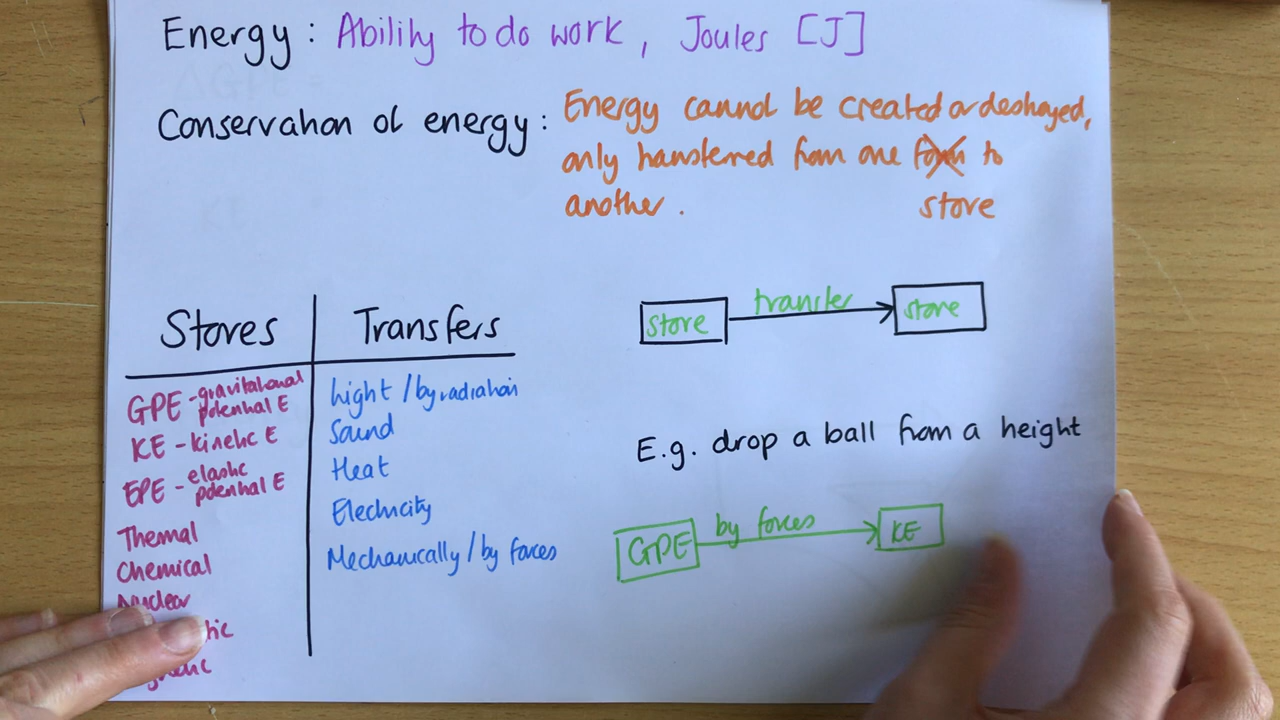 Energy: Ability to do work, Joules [J]
Conservation of energy: Energy cannot be created or destroyed,
only transferred from one form to
another. store
Stores
Transfers
GPE - gravitational
potential E
KE - kinetic E
EPE - elastic
potential E
Thermal
Chemical
Nuclear
Light / by radiation
Sound
Heat
Electricity
Mechanically / by forces
store transfer store
E.g. drop a ball from a height
GPE by forces KE